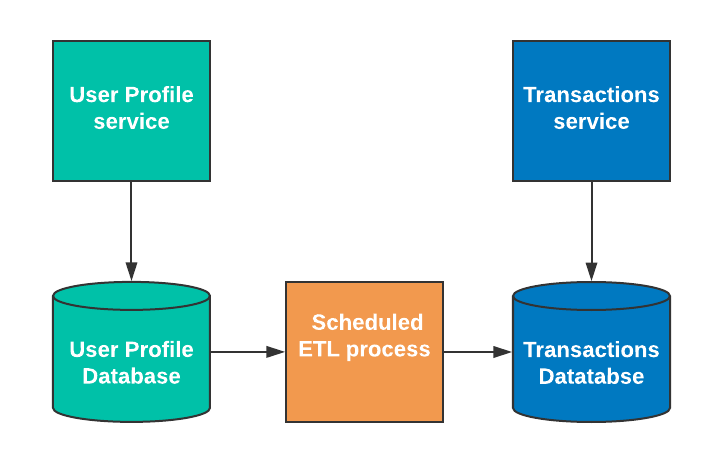 User Profile
service
Transactions
service
User Profile
Database
Scheduled
ETL process
Transactions
Datatabse